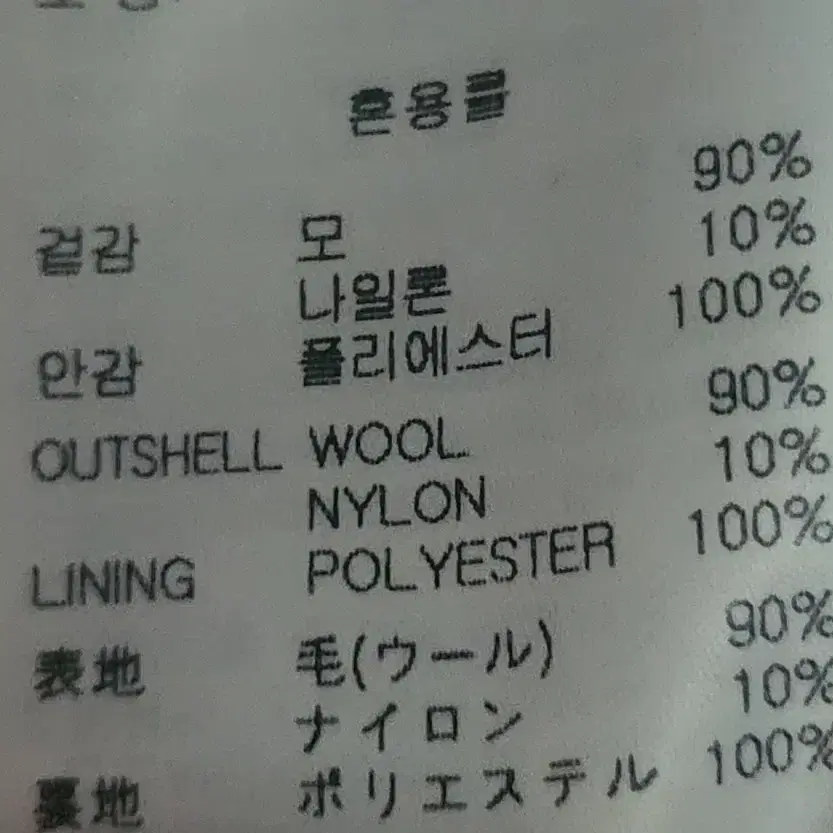 혼용률
겉감 모 90%
나일론 10%
안감 폴리에스터 100%
OUTSHELL WOOL 90%
NYLON 10%
LINING POLYESTER 100%
表地 毛(ウール) 90%
ナイロン 10%
裏地 ポリエステル 100%